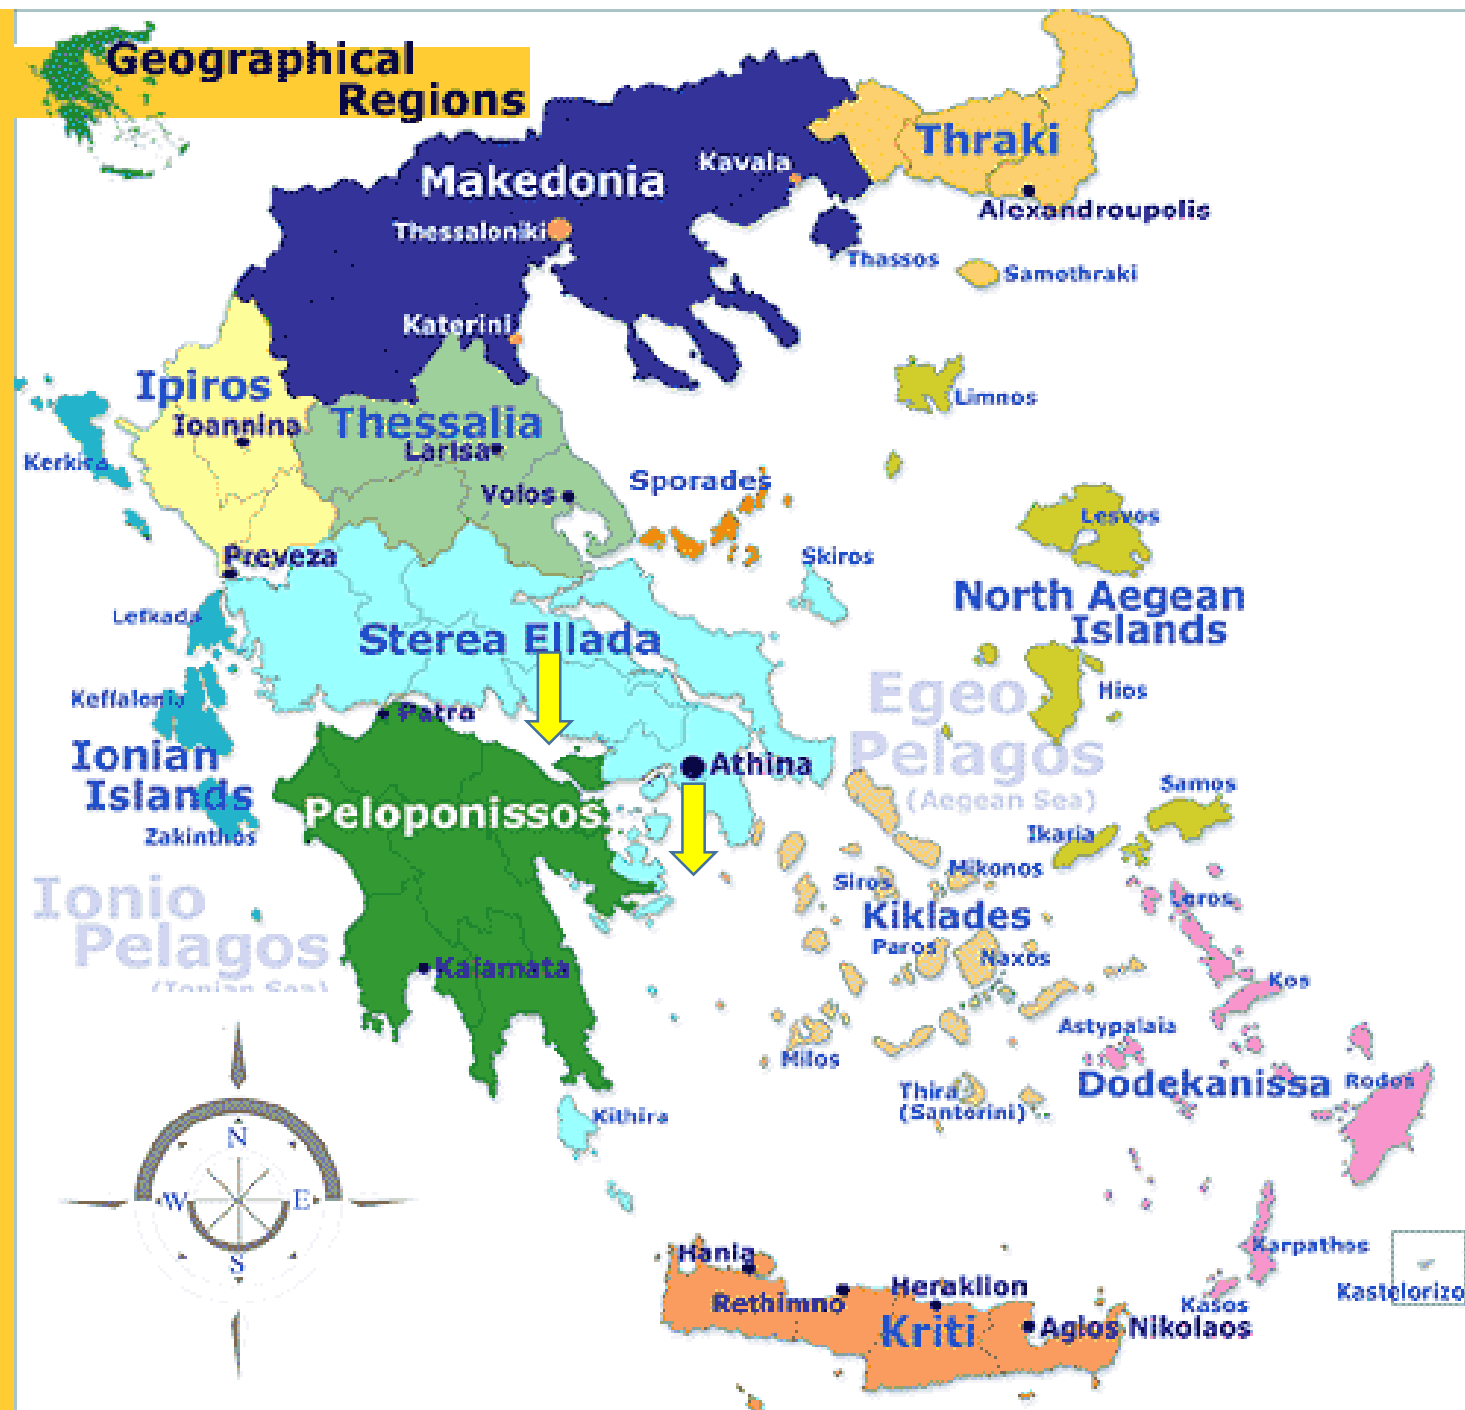 Geographical
Regions
Thraki
Kavala
Makedonia
Alexandroupolis
Thessaloniki
Thassos
Samothraki
Katerini
Ipiros
Limnos
Ioannina
Thessalia
Larisa
Kerkira
Sporades
Volos
Lesvos
Preveza
Skiros
North Aegean
Islands
Lefkada
Sterea Ellada
Egeo
Pelagos
(Aegean Sea)
Hios
Keffalonia
Patra
Ionian
Islands
Athina
Samos
Peloponissos
Zakinthos
Ikaria
Mikonos
Siros
Leros
Ionio
Pelagos
(Ionian Sea)
Kiklades
Paros
Naxos
Kalamata
Kos
Astypalaia
Milos
Dodekanissa
Rodos
Thira
(Santorini)
Kithira
N
W
E
S
Hania
Karpathos
Rethimno
Heraklion
Kastelorizo
Kasos
Kriti
Agios Nikolaos